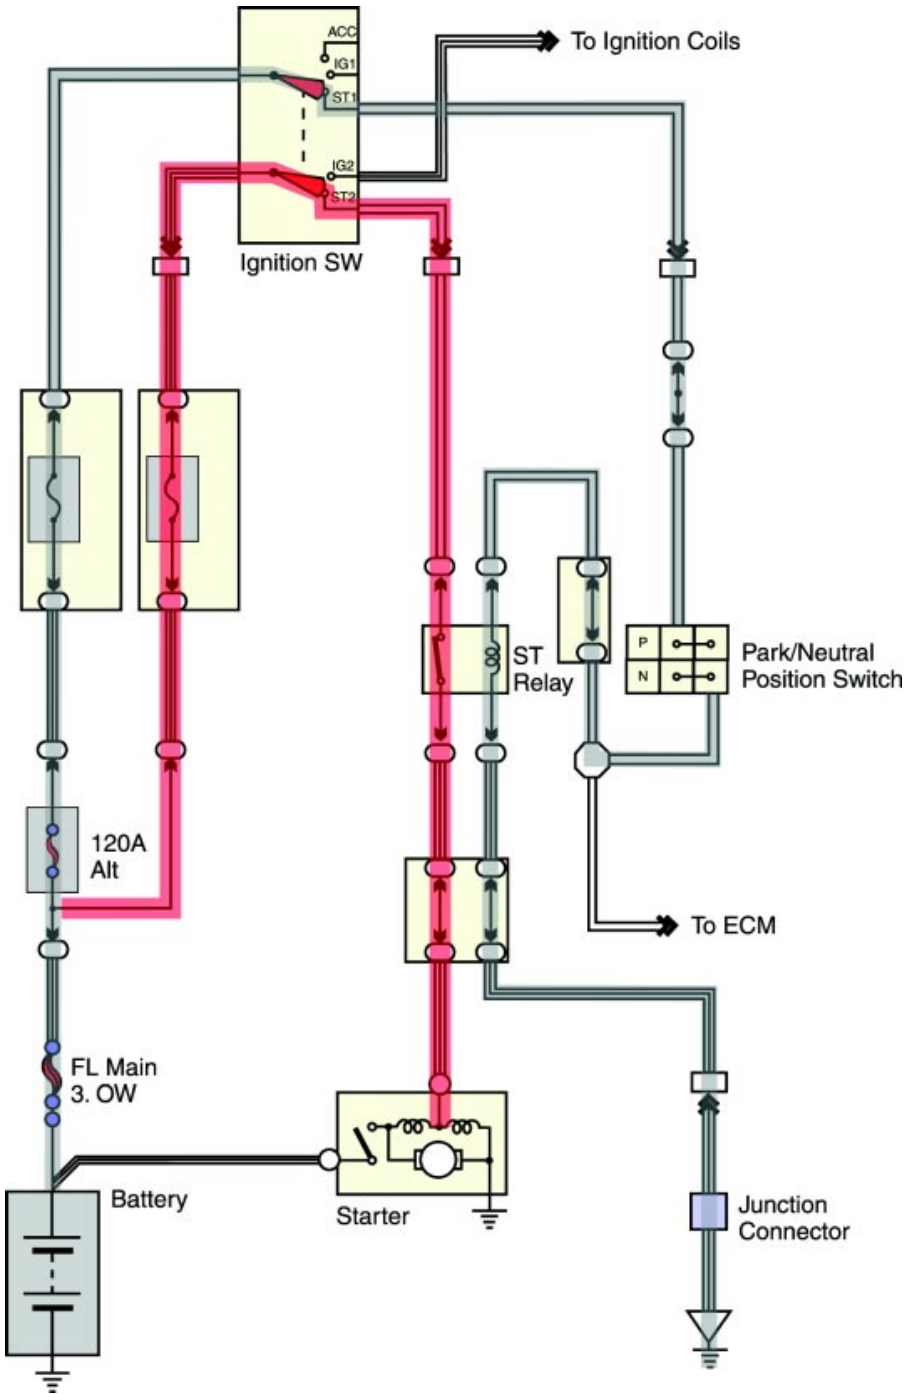 ACC
To Ignition Coils
IG1
ST1
IG2
ST2
Ignition SW
P
N
Park/Neutral
Position Switch
ST
Relay
120A
Alt
To ECM
FL Main
3. OW
Battery
Starter
Junction
Connector